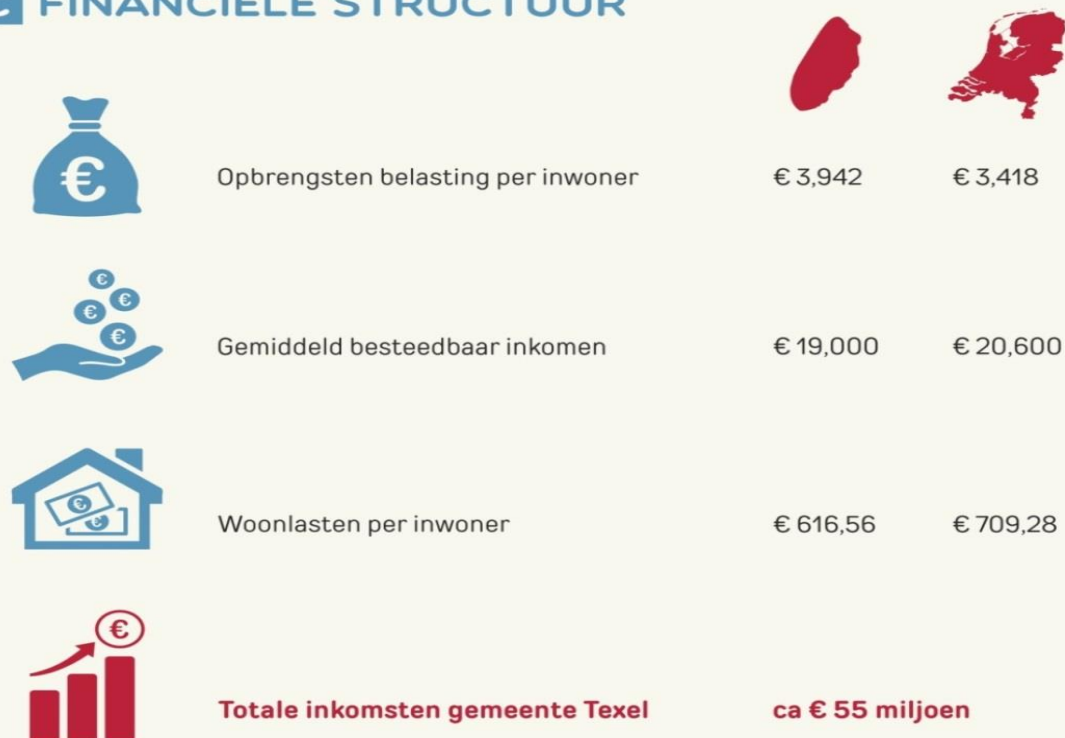 € FINANCIËLE STRUCTUUR
€
Opbrengsten belasting per inwoner € 3,942 € 3,418
€ € € €
Gemiddeld besteedbaar inkomen € 19,000 € 20,600
€ €
Woonlasten per inwoner € 616,56 € 709,28
€
Totale inkomsten gemeente Texel ca € 55 miljoen